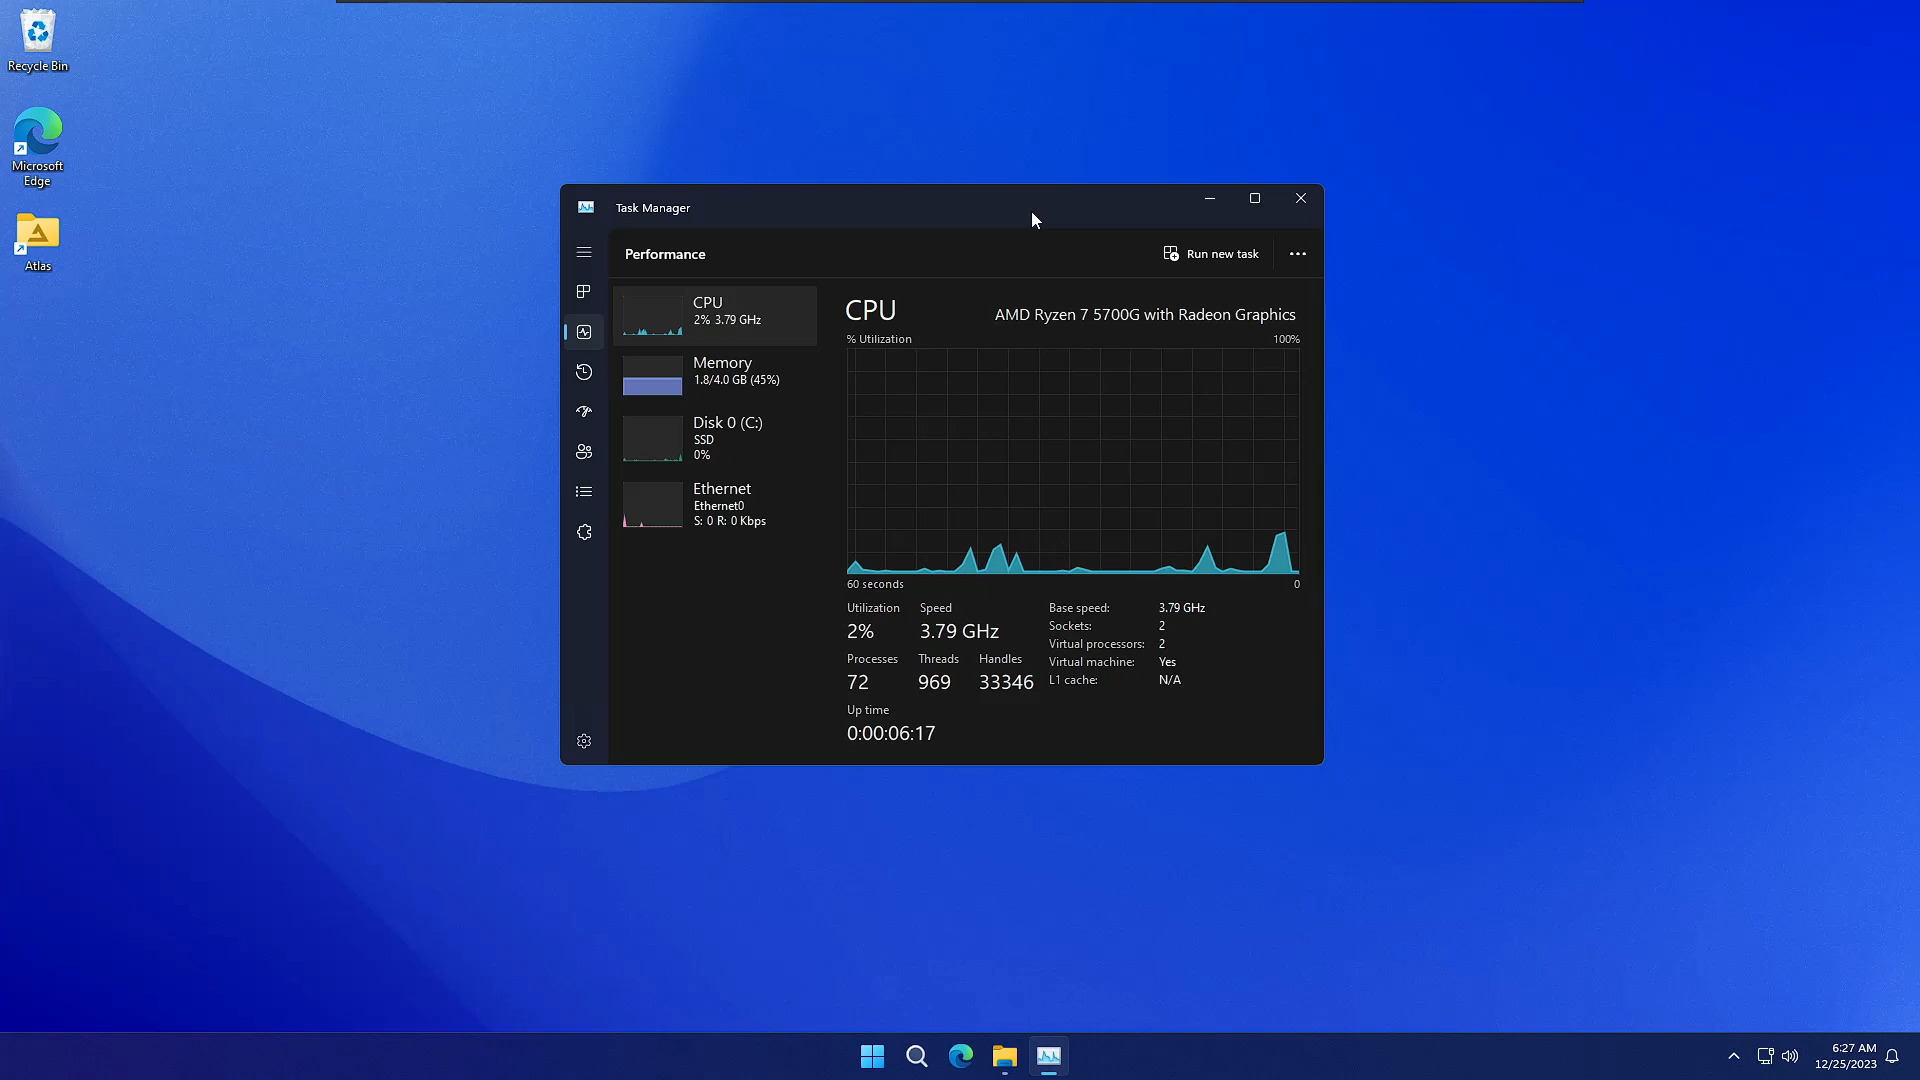 Recycle Bin
Microsoft
Edge
Atlas
Task Manager
Performance
Run new task
CPU
2% 3.79 GHz
Memory
1.8/4.0 GB (45%)
Disk 0 (C:)
SSD
0%
Ethernet
Ethernet0
S: 0 R: 0 Kbps
CPU
AMD Ryzen 7 5700G with Radeon Graphics
% Utilization 100%
60 seconds 0
Utilization Speed
2% 3.79 GHz
Processes Threads Handles
72 969 33346
Up time
0:00:06:17
Base speed: 3.79 GHz
Sockets: 2
Virtual processors: 2
Virtual machine: Yes
L1 cache: N/A
6:27 AM
12/25/2023